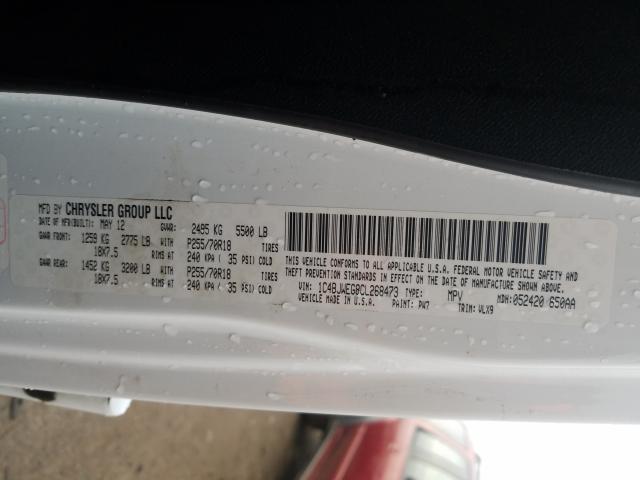 MFD BY CHRYSLER GROUP LLC
DATE OF MFR(BUILT): MAY 12 GVWR: 2495 KG 5500 LB
GAWR FRONT: 1259 KG 2775 LB WITH P255/70R18 TIRES
18X7.5 RIMS AT 240 KPA( 35 PSI) COLD
GAWR REAR: 1452 KG 3200 LB WITH P255/70R18 TIRES
18X7.5 RIMS AT 240 KPA( 35 PSI) COLD
THIS VEHICLE CONFORMS TO ALL APPLICABLE U.S.A. FEDERAL MOTOR VEHICLE SAFETY AND
THEFT PREVENTION STANDARDS IN EFFECT ON THE DATE OF MANUFACTURE SHOWN ABOVE.
VIN: 1C4BJWEG0CL268473 TYPE: MPV MDH: 052420 650AA
VEHICLE MADE IN U.S.A. PAINT: PW7 TRIM: VLX9